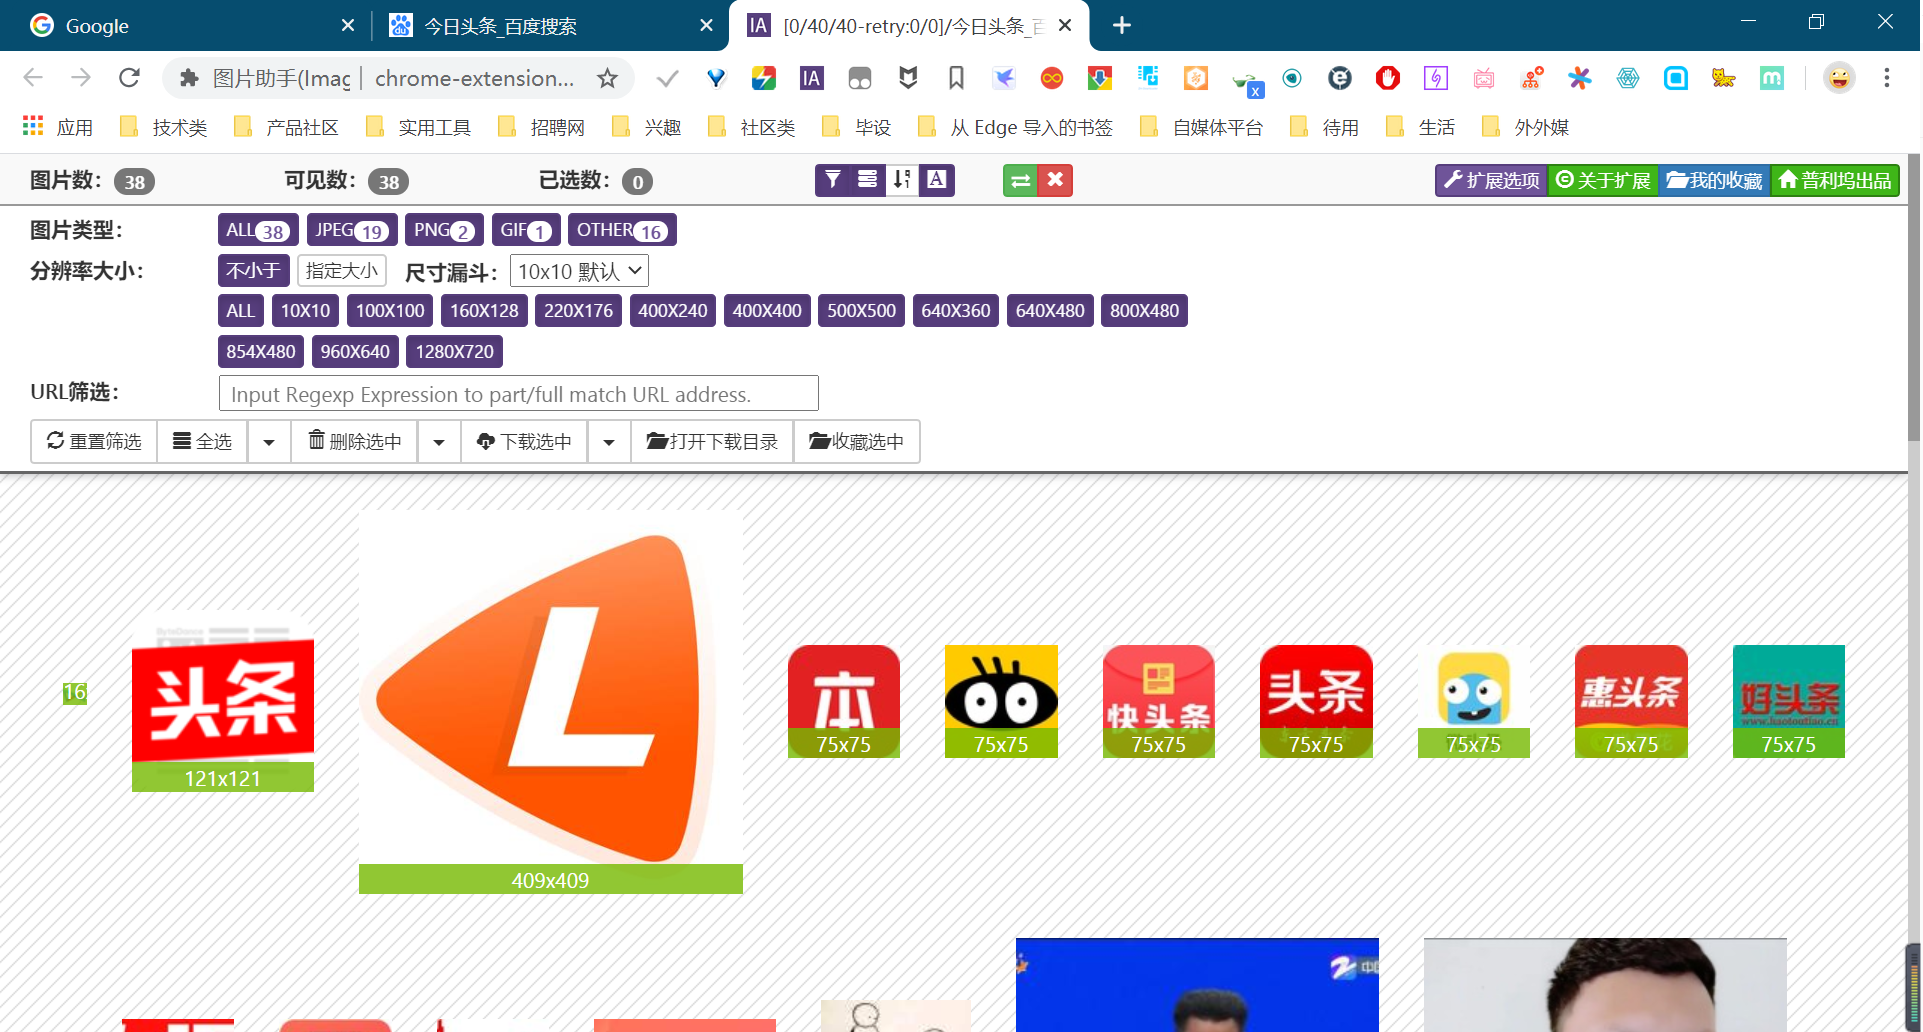 Google
今日头条_百度搜索
[0/40/40-retry:0/0]/今日头条_百
图片助手(Imag
chrome-extension...
应用 技术类 产品社区 实用工具 招聘网 兴趣 社区类 毕设 从 Edge 导入的书签 自媒体平台 待用 生活 外外媒
图片数: 38 可见数: 38 已选数: 0 扩展选项 关于扩展 我的收藏 普利坞出品
图片类型: ALL 38 JPEG 19 PNG 2 GIF 1 OTHER 16
分辨率大小: 不小于 指定大小 尺寸漏斗: 10x10 默认
ALL 10X10 100X100 160X128 220X176 400X240 400X400 500X500 640X360 640X480 800X480
854X480 960X640 1280X720
URL筛选: Input Regexp Expression to part/full match URL address.
重置筛选 全选 删除选中 下载选中 打开下载目录 收藏选中
16
头条
121x121
L
409x409
本
75x75
75x75
快头条
75x75
头条
75x75
75x75
惠头条
75x75
好头条
www.haotoutiao.cn
75x75